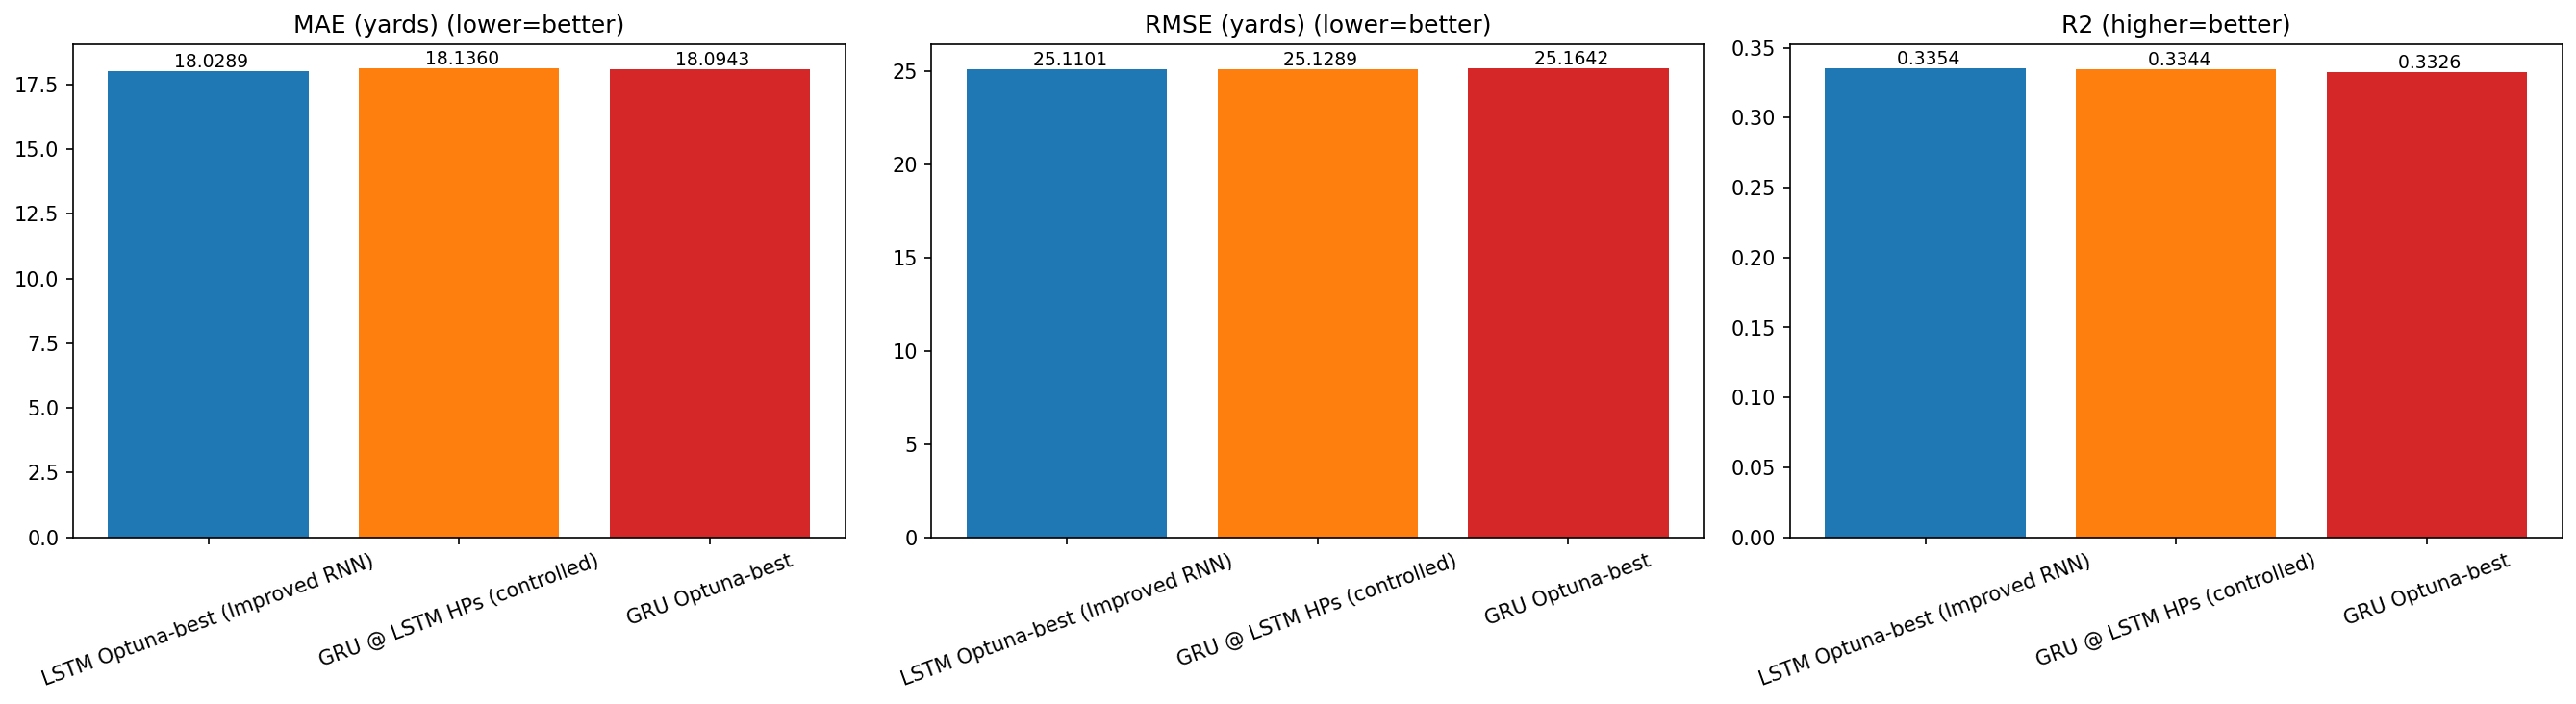 MAE (yards) (lower=better)
18.0289
18.1360
18.0943
17.5
15.0
12.5
10.0
7.5
5.0
2.5
0.0
LSTM Optuna-best (Improved RNN)
GRU @ LSTM HPs (controlled)
GRU Optuna-best
RMSE (yards) (lower=better)
25.1101
25.1289
25.1642
25
20
15
10
5
0
LSTM Optuna-best (Improved RNN)
GRU @ LSTM HPs (controlled)
GRU Optuna-best
R2 (higher=better)
0.3354
0.3344
0.3326
0.35
0.30
0.25
0.20
0.15
0.10
0.05
0.00
LSTM Optuna-best (Improved RNN)
GRU @ LSTM HPs (controlled)
GRU Optuna-best